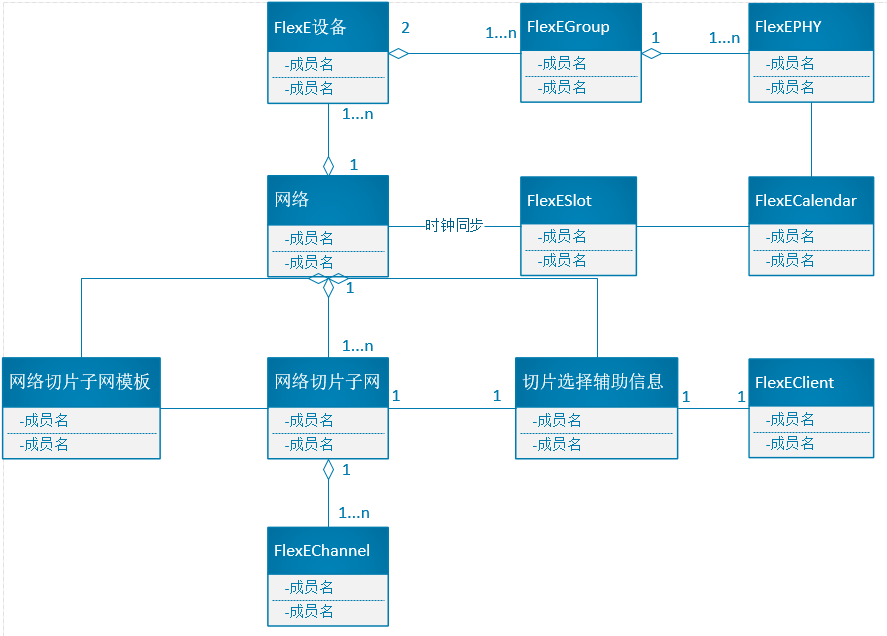 FlexE设备
-成员名
-成员名
2
1...n
FlexEGroup
-成员名
-成员名
1
1...n
FlexEPHY
-成员名
-成员名
1...n
1
网络
-成员名
-成员名
时钟同步
FlexESlot
-成员名
-成员名
FlexECalendar
-成员名
-成员名
1
1...n
网络切片子网模板
-成员名
-成员名
网络切片子网
-成员名
-成员名
1
1
切片选择辅助信息
-成员名
-成员名
1
1
FlexEClient
-成员名
-成员名
1
1...n
FlexEChannel
-成员名
-成员名